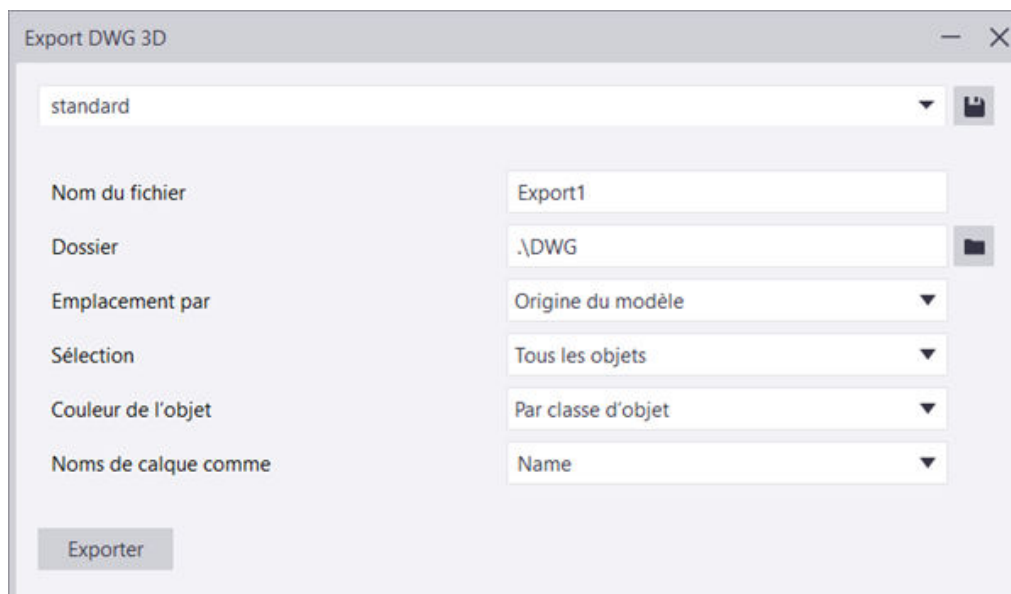 Export DWG 3D
standard
Nom du fichier Export1
Dossier .\DWG
Emplacement par Origine du modèle
Sélection Tous les objets
Couleur de l'objet Par classe d'objet
Noms de calque comme Name
Exporter